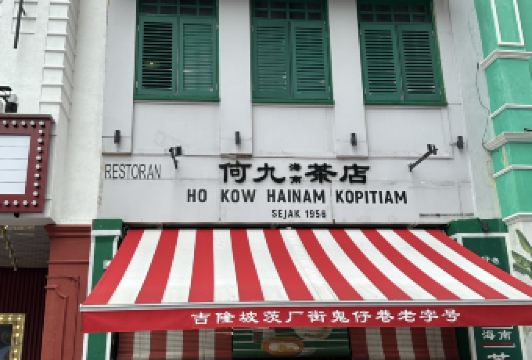 RESTORAN
何九海南茶店
HO KOW HAINAM KOPITIAM
SEJAK 1956
吉隆坡茨厂街鬼仔巷老字号
海南